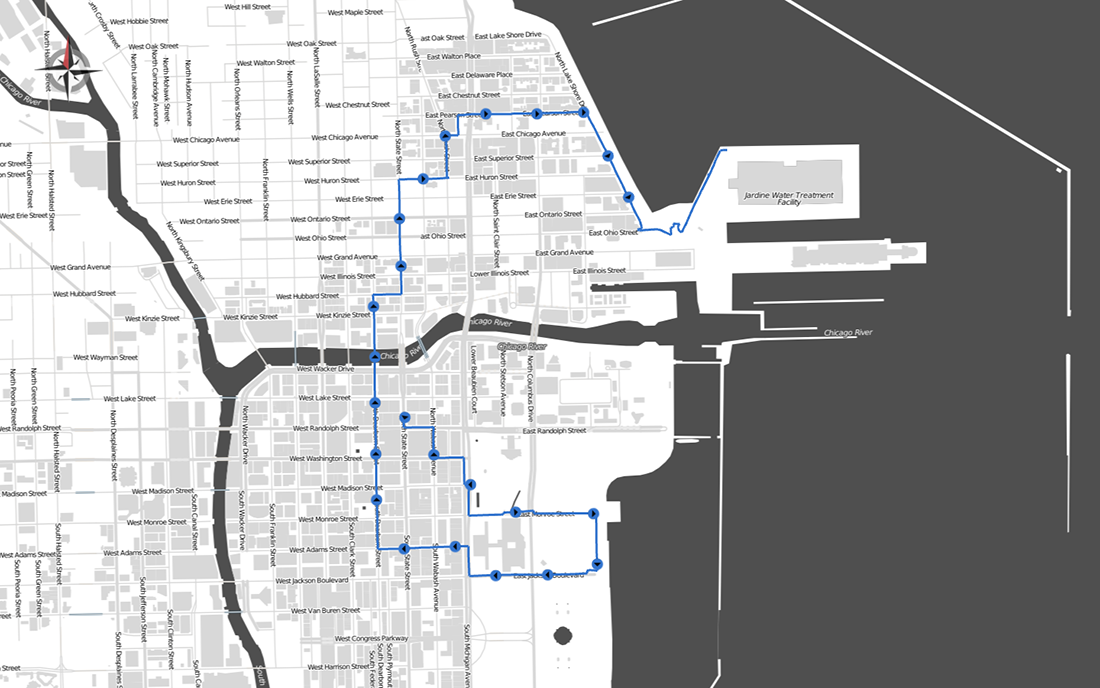 West Hill Street
West Maple Street
West Hobbie Street
North Crosby Street
East Lake Shore Drive
ast Oak Street
West Oak Street
West Oak Street
North Rush
East Walton Place
West Walton Street
North Lake Shore D
North Halsted Street
North Larrabee Street
North Cambridge Avenue
North Mohawk Street
North Hudson Avenue
North Orleans Street
North Wells Street
North LaSalle Street
East Delaware Place
Chicago River
East Chestnut Street
West Chestnut Street
East Pearson Street
East Pearson Street
North State Street
West Chicago Avenue
West Chicago Avenue
East Chicago Avenue
nue
West Superior Street
West Superior Street
East Superior Street
or Street
North Green Street
North Halsted Street
North Franklin Street
n Street
West Huron Street
West Huron Street
East Huron Street
Jardine Water Treatment
Facility
West Erie Street
West Erie Street
West Erie Street
East Erie Street
West Ontario Street
West Ontario Street
East Ontario Street
North Saint Clair Street
North Kingsbury Street
West Ohio Street
ast Ohio Street
East Ohio Street
West Grand Avenue
West Grand Avenue
East Grand Avenue
West Illinois Street
Lower Illinois Street
East Illinois Street
West Hubbard Street
West Hubbard Street
West Kinzie Street
West Kinzie Street
West Kinzie Street
hicago River
Chicago River
Chicago River
Chicago Riv
West Wayman Street
West Wacker Drive
Lower Beaubien Court
North Stetson Avenue
North Columbus Drive
North Peoria Street
North Green Street
West Lake Street
West Lake Street
North Wacker Drive
North Desplaines Street
est Randolph Street
West Randolph Street
East Randolph Street
North Halsted Street
th State Street
North Wabash Avenue
West Washington Street
Madison Street
West Madison Street
West Madison Street
South Canal Street
South Wacker Drive
South Franklin Street
South Dearborn Street
West Monroe Street
West Monroe Street
East Monroe Street
South Clark Street
South State Street
South Wabash Avenue
West Adams Street
West Adams Street
West Adams Street
South Halsted Street
South Peoria Street
South Green Street
South Jefferson Street
West Jackson Boulevard
East Jackson Boulevard
South Clinton Street
West Van Buren Street
South Desplaines S
West Congress Parkway
South Michigan Aven
West Harrison Street
South Feder
South Dearbor
South Plymou
South Ca
South
Street
reet